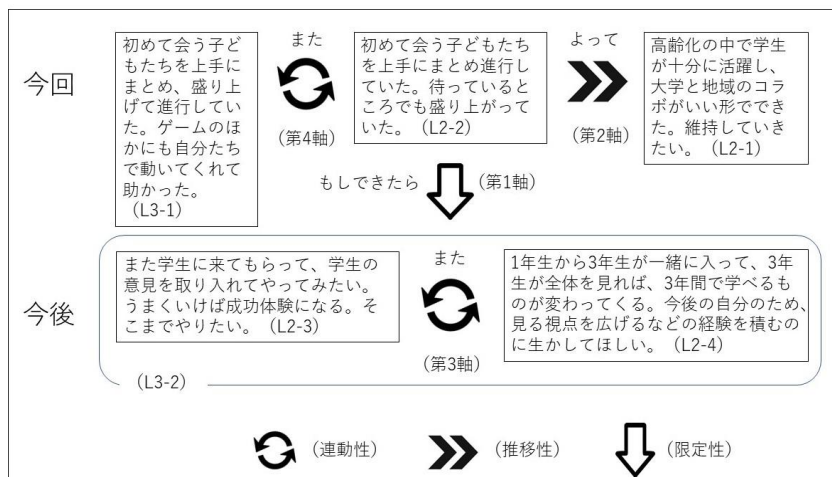 今回
初めて会う子ど
もたちを上手に
まとめ、盛り上
げて進行してい
た。ゲームのほ
かにも自分たち
で動いてくれて
助かった。
（L3-1）
また
（第4軸）
初めて会う子どもたち
を上手にまとめ進行し
ていた。待っているとこ
ろでも盛り上がって
いた。（L2-2）
よって
（第2軸）
高齢化の中で学生
が十分に活躍し、
大学と地域のコラ
ボがいい形ででき
た。維持していき
たい。（L2-1）
もしできたら
（第1軸）
今後
また学生に来てもらって、学生の
意見を取り入れてやってみたい。
うまくいけば成功体験になる。そ
こまでやりたい。（L2-3）
また
（第3軸）
1年生から3年生が一緒に入って、3年
生が全体を見れば、3年間で学べるも
のが変わってくる。今後の自分のため、
見る視点を広げるなどの経験を積むの
に生かしてほしい。（L2-4）
（L3-2）
（連動性）
（推移性）
（限定性）